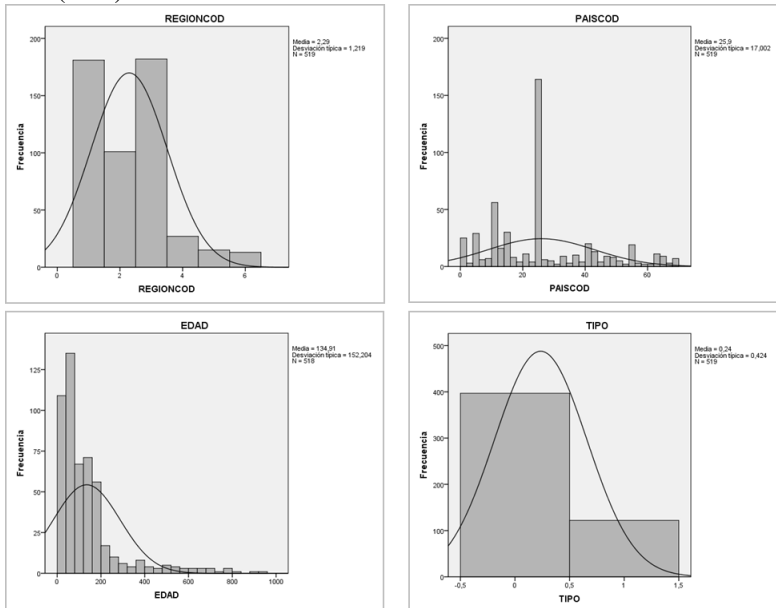 REGIONCOD
Media = 2,29
Desviación típica = 1,219
N = 519
200
150
100
50
0
Frecuencia
0 2 4 6
REGIONCOD
PAISCOD
Media = 25,9
Desviación típica = 17,002
N = 519
200
150
100
50
0
Frecuencia
0 20 40 60
PAISCOD
EDAD
Media = 134,91
Desviación típica = 152,204
N = 518
125
100
75
50
25
0
Frecuencia
0 200 400 600 800 1000
EDAD
TIPO
Media = 0,24
Desviación típica = 0,424
N = 519
500
400
300
200
100
0
Frecuencia
-0,5 0 0,5 1 1,5
TIPO